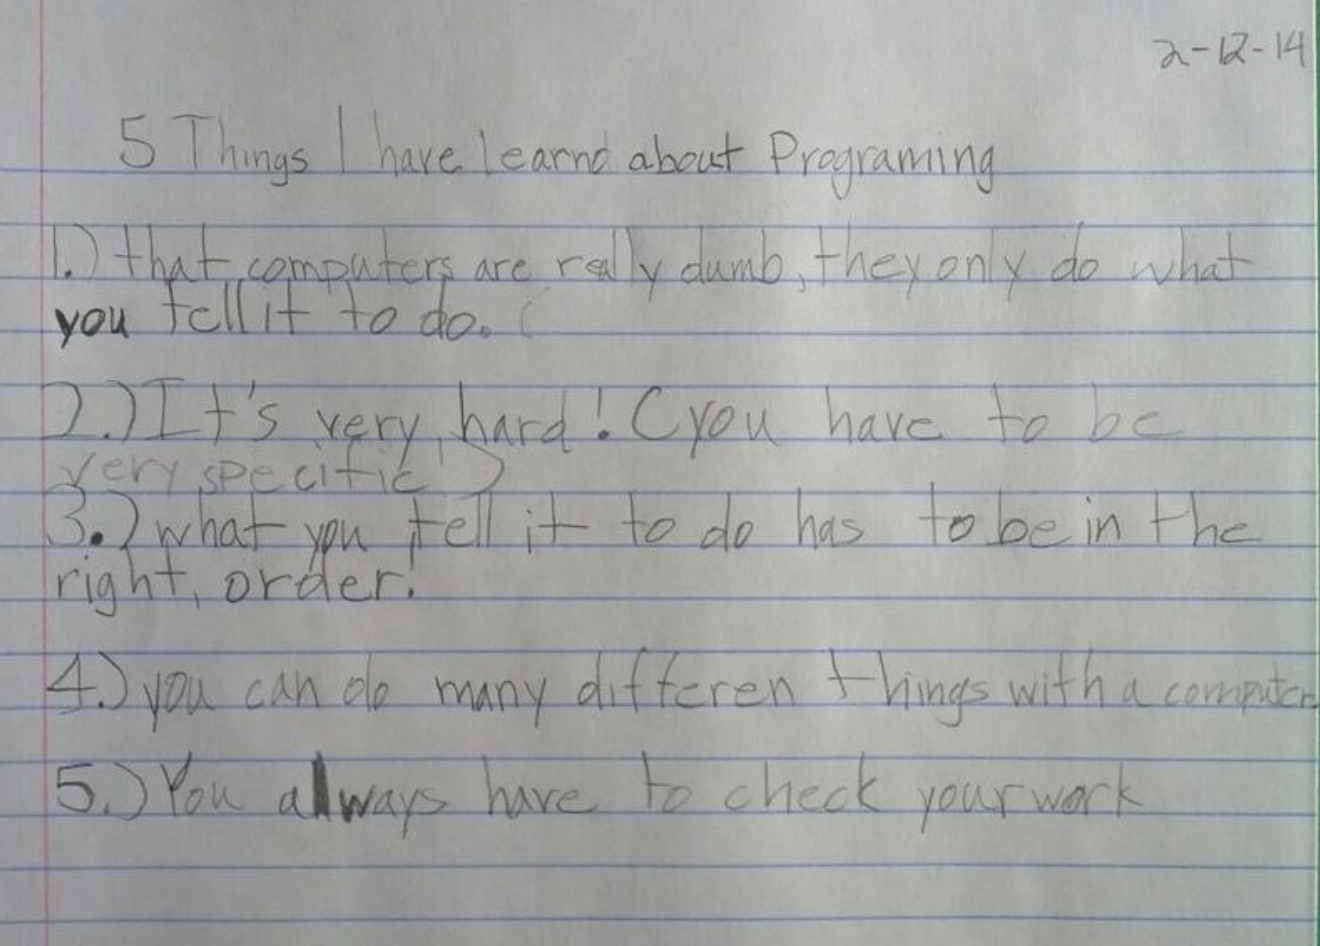 2-12-14
5 Things I have learnd about Programing
1.) that computers are really dumb, they only do what
you tell it to do. (
2.) It's very hard! (you have to be
very specific!)
3.) what you tell it to do has to be in the
right, order!
4.) you can do many differen things with a computer
5.) You always have to check your work